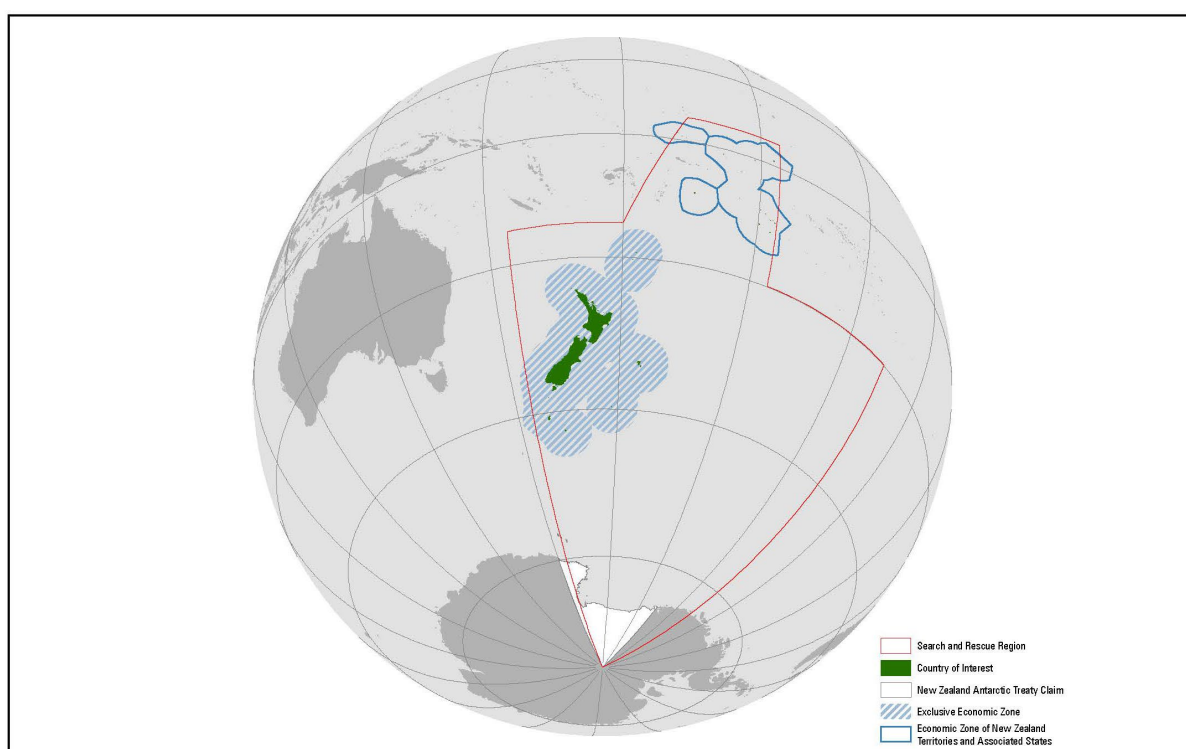 Search and Rescue Region
Country of Interest
New Zealand Antarctic Treaty Claim
Exclusive Economic Zone
Economic Zone of New Zealand
Territories and Associated States